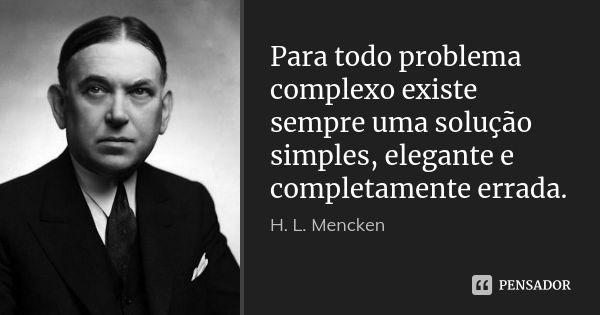 Para todo problema
complexo existe
sempre uma solução
simples, elegante e
completamente errada.
H. L. Mencken
PENSADOR